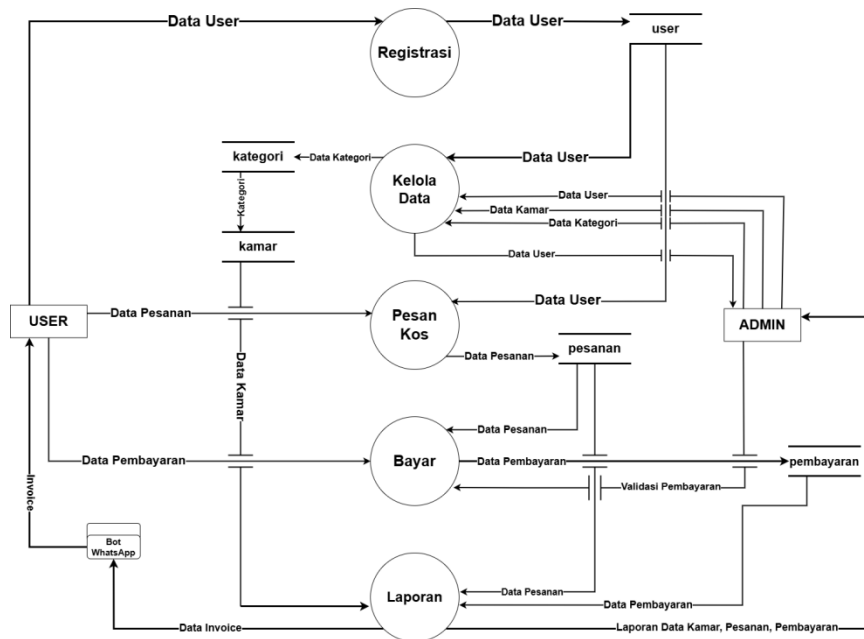 Data User
Registrasi
Data User
user
kategori
Data Kategori
Kelola
Data
Data User
Data User
Data Kamar
Data Kategori
Data User
Kategori
kamar
USER
Data Pesanan
Pesan
Kos
Data User
ADMIN
Data Pesanan
pesanan
Data Kamar
Data Pesanan
Data Pembayaran
Bayar
Data Pembayaran
pembayaran
Validasi Pembayaran
Invoice
Bot
WhatsApp
Data Invoice
Laporan
Data Pesanan
Data Pembayaran
Laporan Data Kamar, Pesanan, Pembayaran